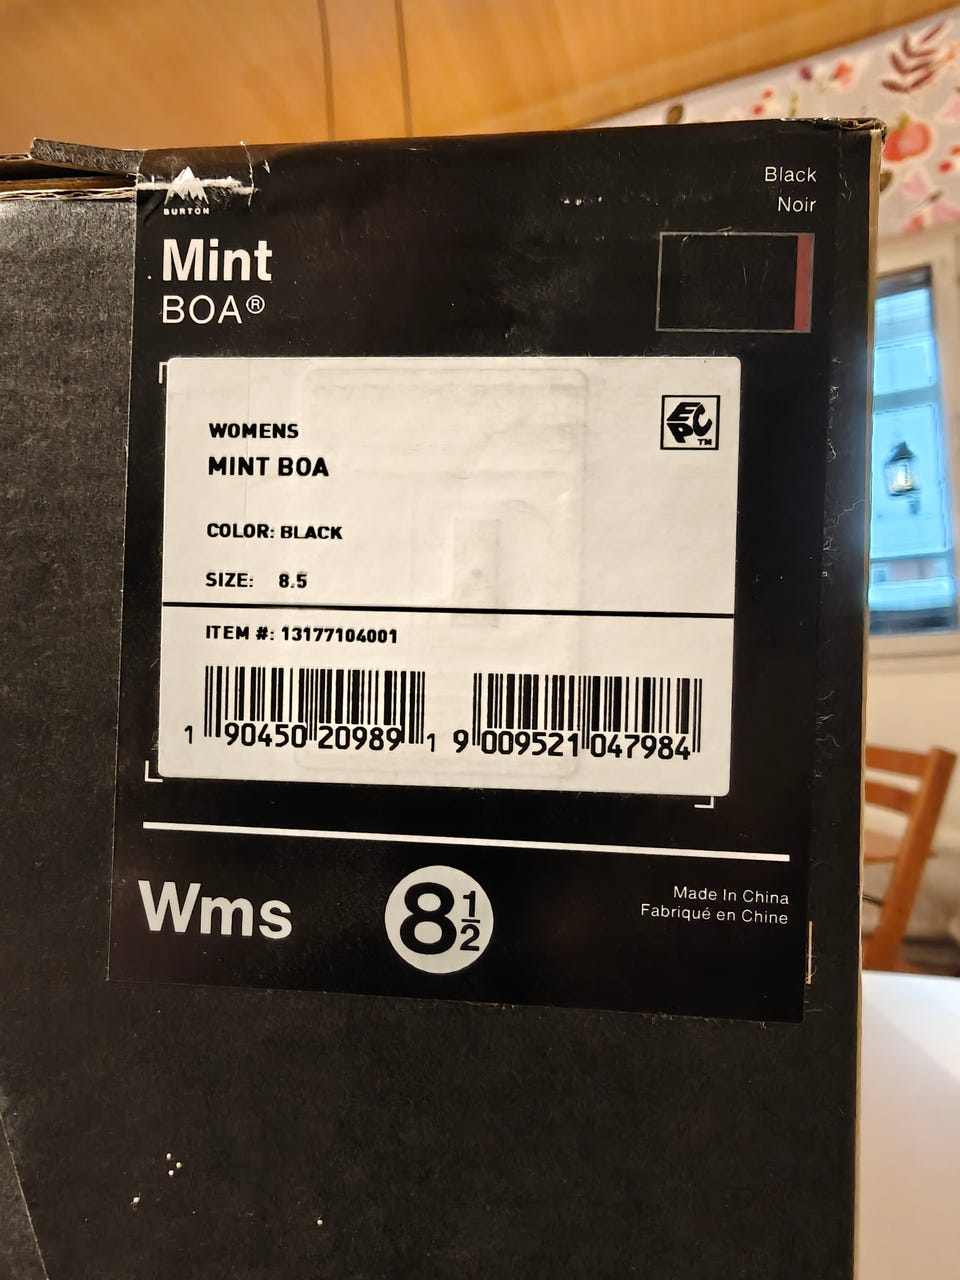 BURTON
Mint
BOA®
Black
Noir
WOMENS
MINT BOA
EPC™
COLOR: BLACK
SIZE: 8.5
ITEM #: 13177104001
1 90450 20989 1
9 009521 047984
Wms
8 1/2
Made In China
Fabriqué en Chine